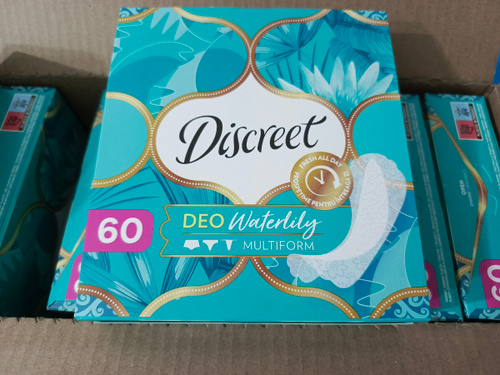 Discreet
FRESH ALL DAY
60
DEO Waterlily
MULTIFORM
60